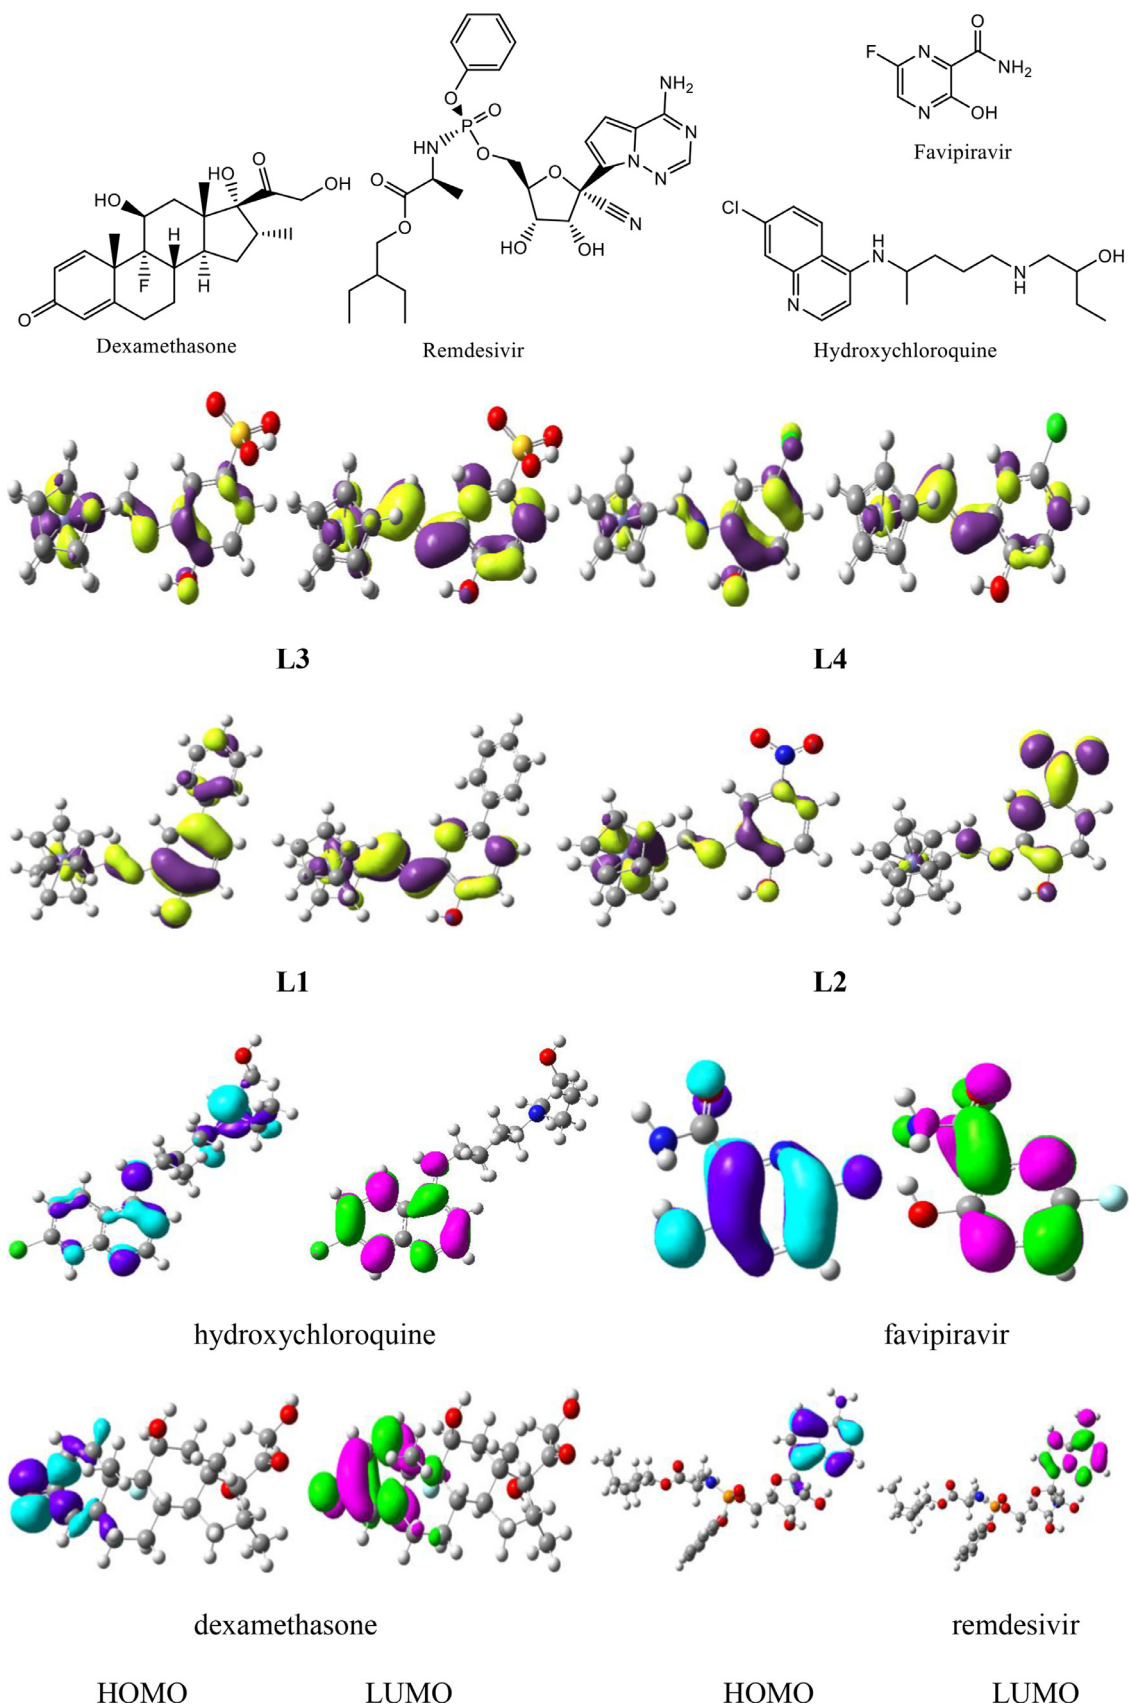 O
F
N
NH2
N
OH
Favipiravir
O
P
O
NH2
HN
O
N
N
N
O
O
O
N
HO
OH
Remdesivir
O
HO
OH
HO
H
F
H
O
Dexamethasone
Cl
H
N
N
H
OH
N
Hydroxychloroquine
L3 L4
L1 L2
hydroxychloroquine favipiravir
dexamethasone remdesivir
HOMO LUMO HOMO LUMO